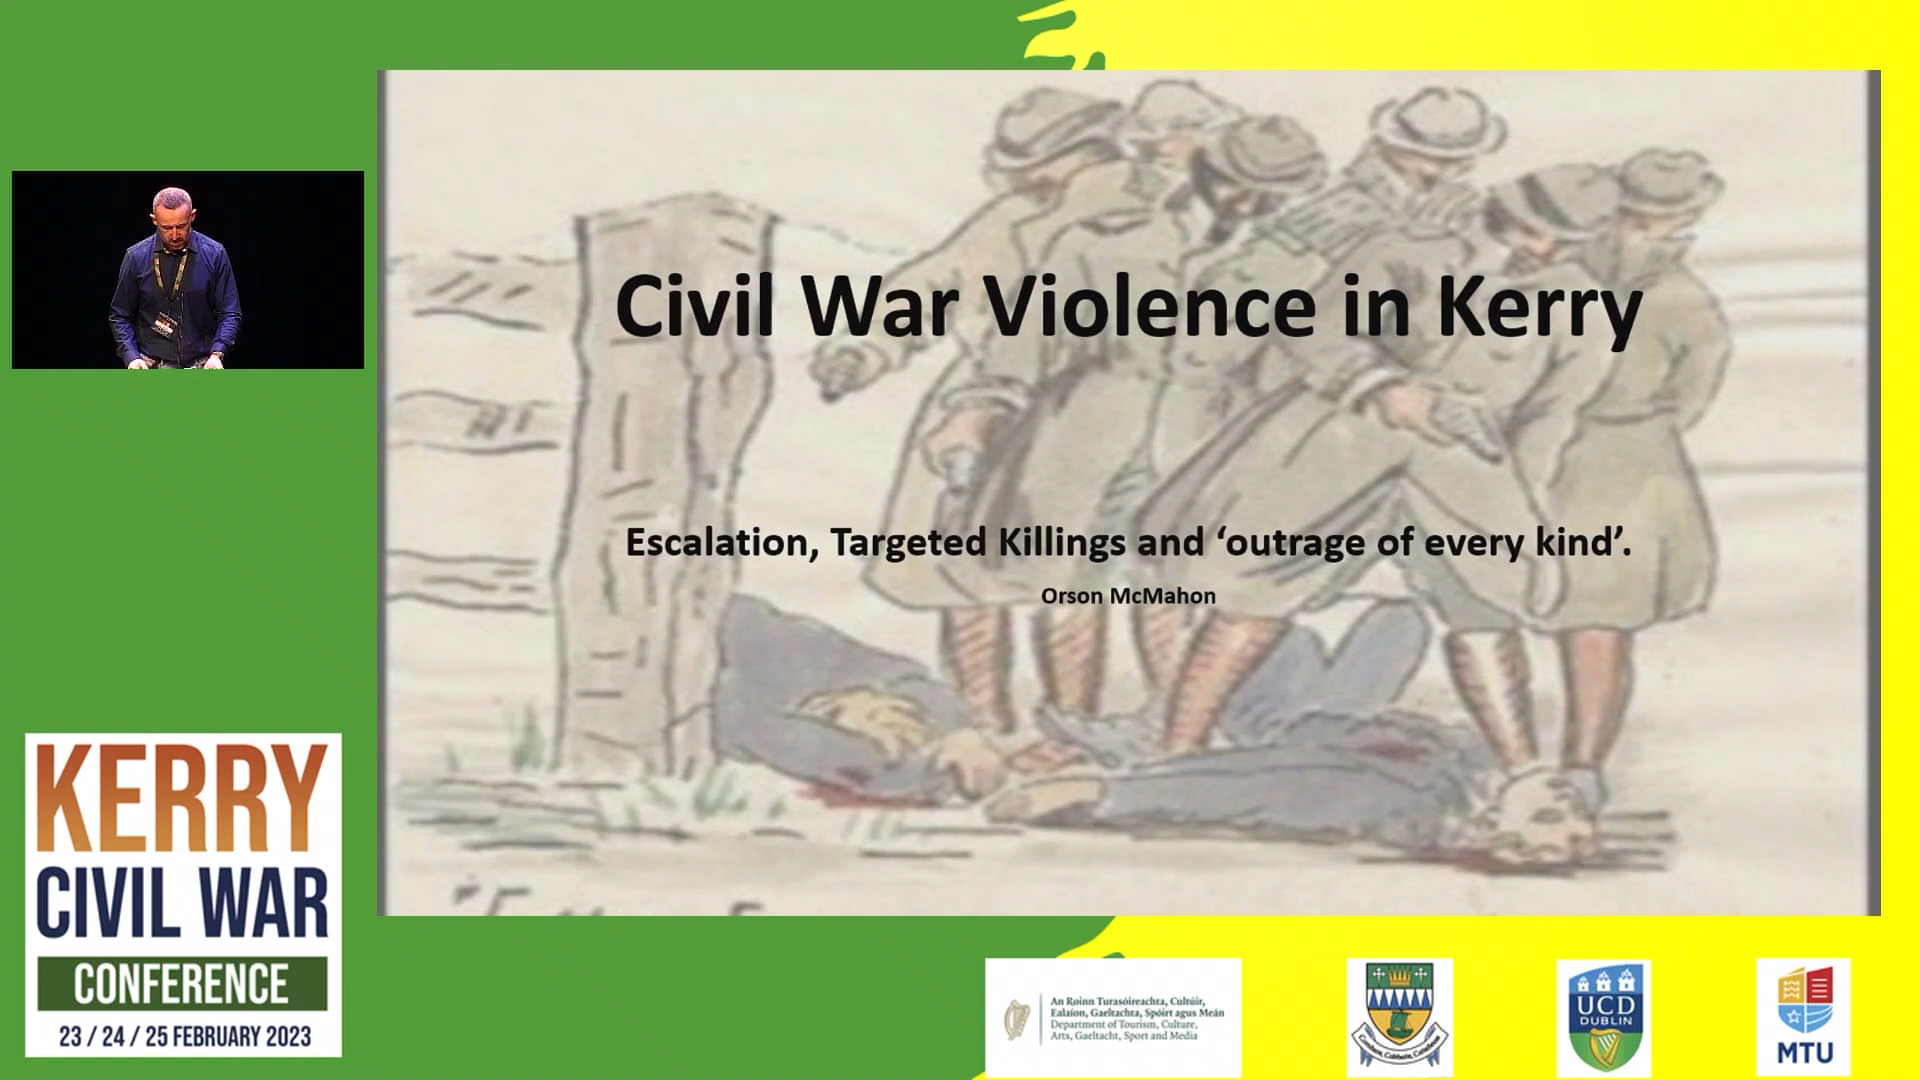 Civil War Violence in Kerry
Escalation, Targeted Killings and ‘outrage of every kind’.
Orson McMahon
KERRY
CIVIL WAR
CONFERENCE
23 / 24 / 25 FEBRUARY 2023
An Roinn Turasóireachta, Cultúir,
Ealaíon, Gaeltachta, Spóirt agus Meán
Department of Tourism, Culture,
Arts, Gaeltacht, Sport and Media
UCD
DUBLIN
MTU